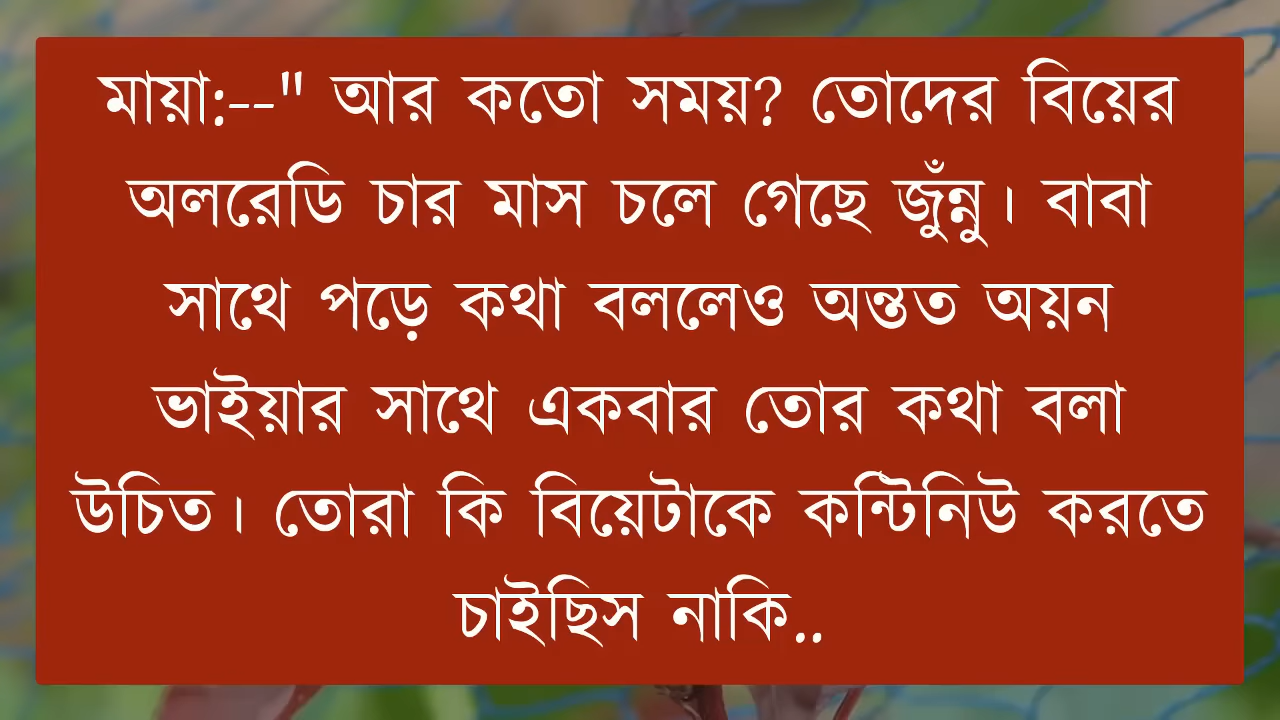 মায়া:--" আর কতো সময়? তোদের বিয়ের
অলরেডি চার মাস চলে গেছে জুঁন্নু। বাবা
সাথে পড়ে কথা বললেও অন্তত অয়ন
ভাইয়ার সাথে একবার তোর কথা বলা
উচিত। তোরা কি বিয়েটাকে কন্টিনিউ করতে
চাইছিস নাকি..